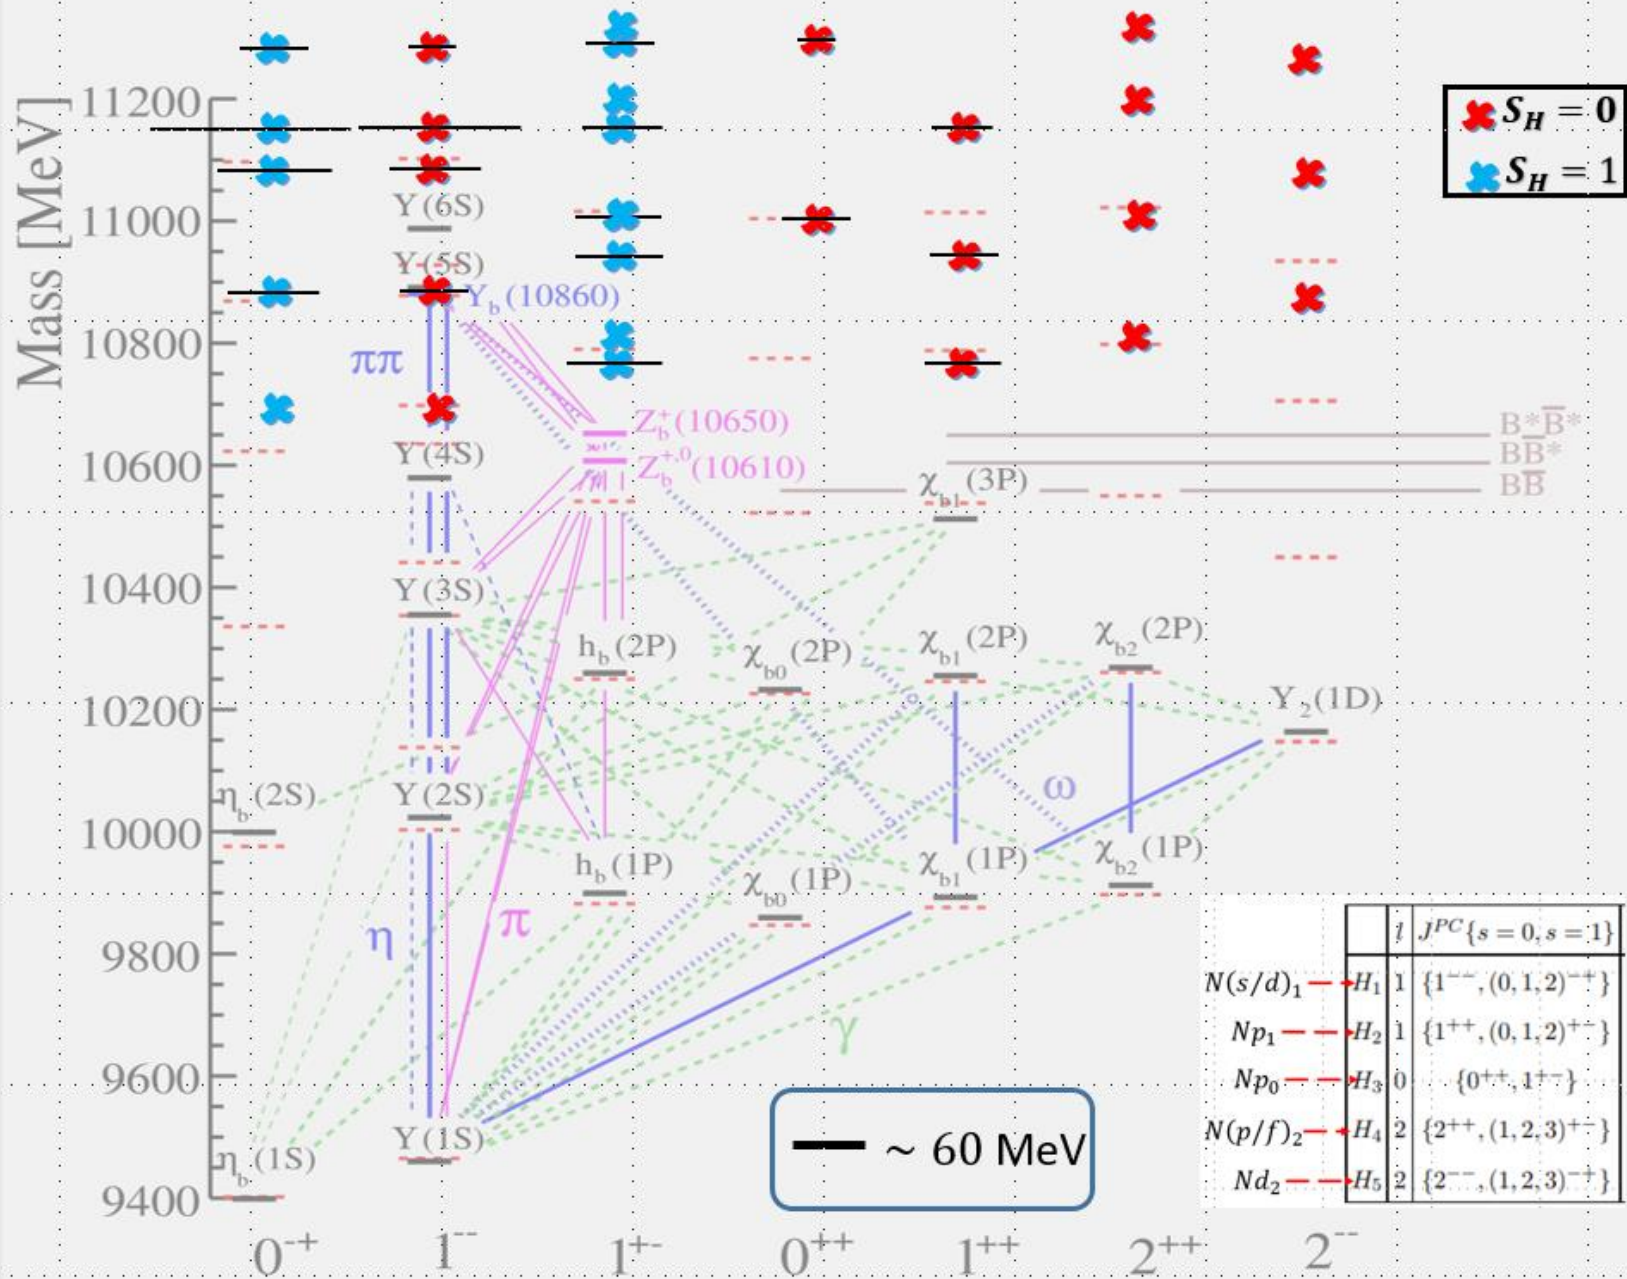 Mass [MeV]
11200
11000
10800
10600
10400
10200
10000
9800
9600
9400
S_H = 0
S_H = 1
Υ(6S)
Υ(5S)
Y_b(10860)
ππ
Z_b^+(10650)
Z_b^{+,0}(10610)
B*B̄*
BB̄*
BB̄
Υ(4S)
χ_b1(3P)
Υ(3S)
h_b(2P)
χ_b0(2P)
χ_b1(2P)
χ_b2(2P)
Υ_2(1D)
η_b(2S)
Υ(2S)
ω
h_b(1P)
χ_b0(1P)
χ_b1(1P)
χ_b2(1P)
η
π
γ
Υ(1S)
η_b(1S)
~ 60 MeV
l J^{PC}{s = 0, s = 1}
N(s/d)_1 H_1 1 {1^{--}, (0, 1, 2)^{-+}}
Np_1 H_2 1 {1^{++}, (0, 1, 2)^{+-}}
Np_0 H_3 0 {0^{++}, 1^{+-}}
N(p/f)_2 H_4 2 {2^{++}, (1, 2, 3)^{+-}}
Nd_2 H_5 2 {2^{--}, (1, 2, 3)^{-+}}
0^{-+} 1^{--} 1^{+-} 0^{++} 1^{++} 2^{++} 2^{--}